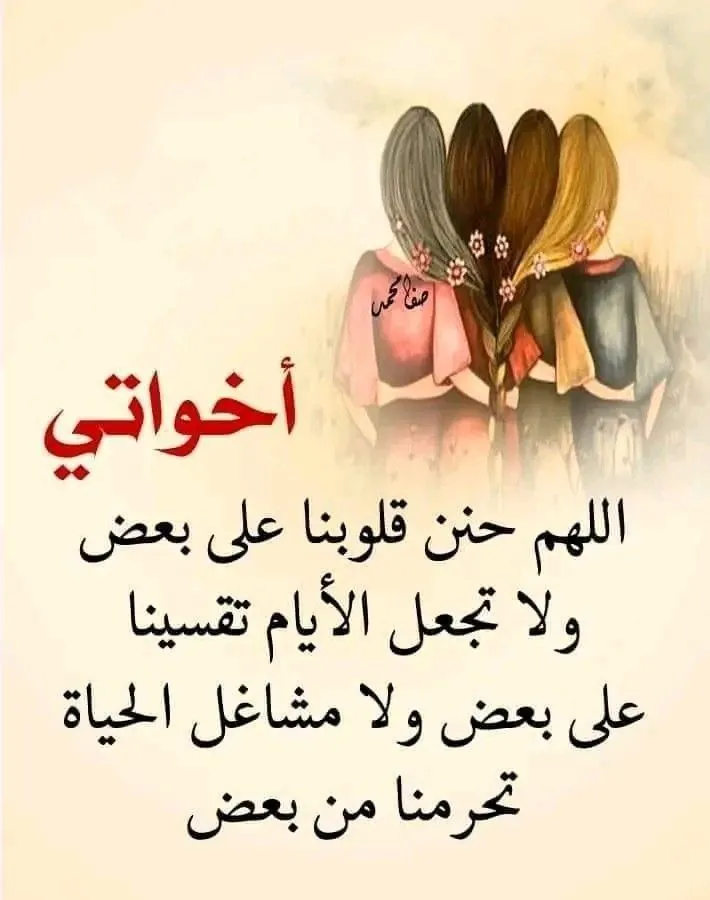 صفا محمد
أخواتي
اللهم حنن قلوبنا على بعض
ولا تجعل الأيام تقسينا
على بعض ولا مشاغل الحياة
تحرمنا من بعض